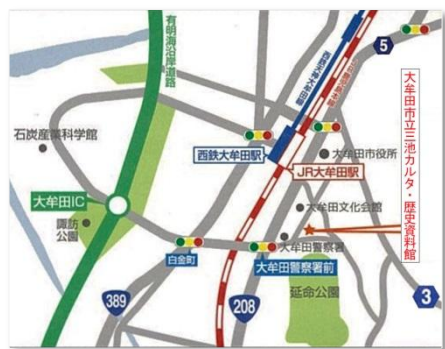 有明海沿岸道路
西鉄天神大牟田線
JR鹿児島本線
5
石炭産業科学館
西鉄大牟田駅
大牟田市役所
JR大牟田駅
大牟田市立三池カルタ・歴史資料館
大牟田IC
諏訪公園
大牟田文化会館
大牟田警察署
白金町
大牟田警察署前
延命公園
389
208
3